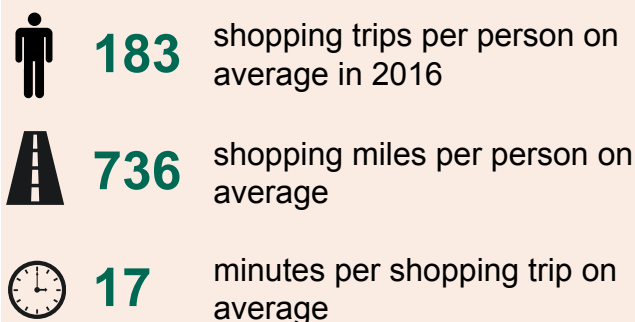 183 shopping trips per person on
average in 2016
736 shopping miles per person on
average
17 minutes per shopping trip on
average